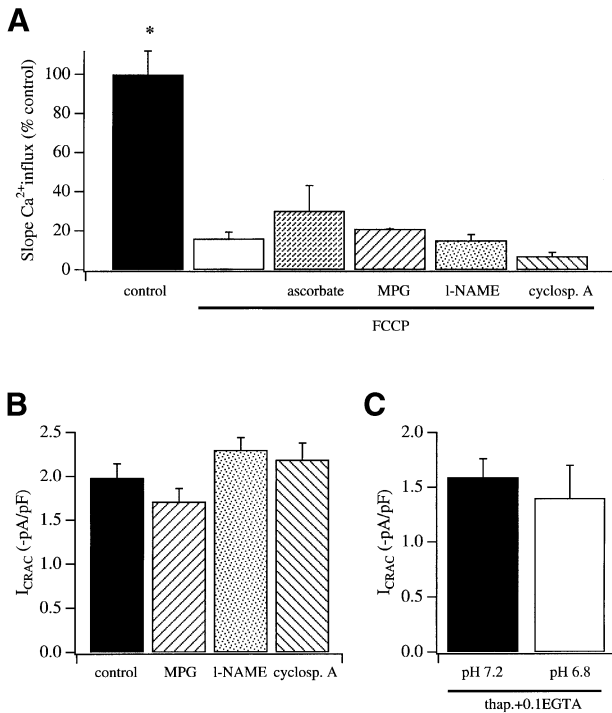 A
*
Slope Ca2+influx (% control)
100
80
60
40
20
0
control
ascorbate MPG l-NAME cyclosp. A
FCCP
B
ICRAC (-pA/pF)
2.5
2.0
1.5
1.0
0.5
0.0
control MPG l-NAME cyclosp. A
C
ICRAC (-pA/pF)
2.0
1.5
1.0
0.5
0.0
pH 7.2 pH 6.8
thap.+0.1EGTA